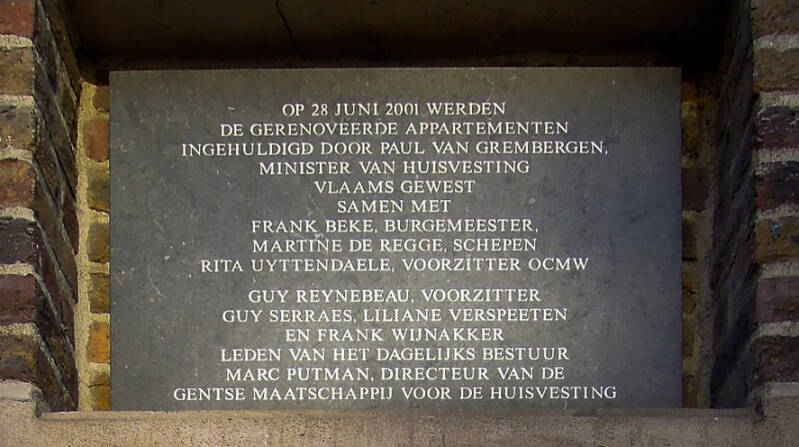 OP 28 JUNI 2001 WERDEN
DE GERENOVEERDE APPARTEMENTEN
INGEHULDIGD DOOR PAUL VAN GREMBERGEN,
MINISTER VAN HUISVESTING
VLAAMS GEWEST
SAMEN MET
FRANK BEKE, BURGEMEESTER,
MARTINE DE REGGE, SCHEPEN
RITA UYTTENDAELE, VOORZITTER OCMW
GUY REYNEBEAU, VOORZITTER
GUY SERRAES, LILIANE VERSPEETEN
EN FRANK WIJNAKKER
LEDEN VAN HET DAGELIJKS BESTUUR
MARC PUTMAN, DIRECTEUR VAN DE
GENTSE MAATSCHAPPIJ VOOR DE HUISVESTING